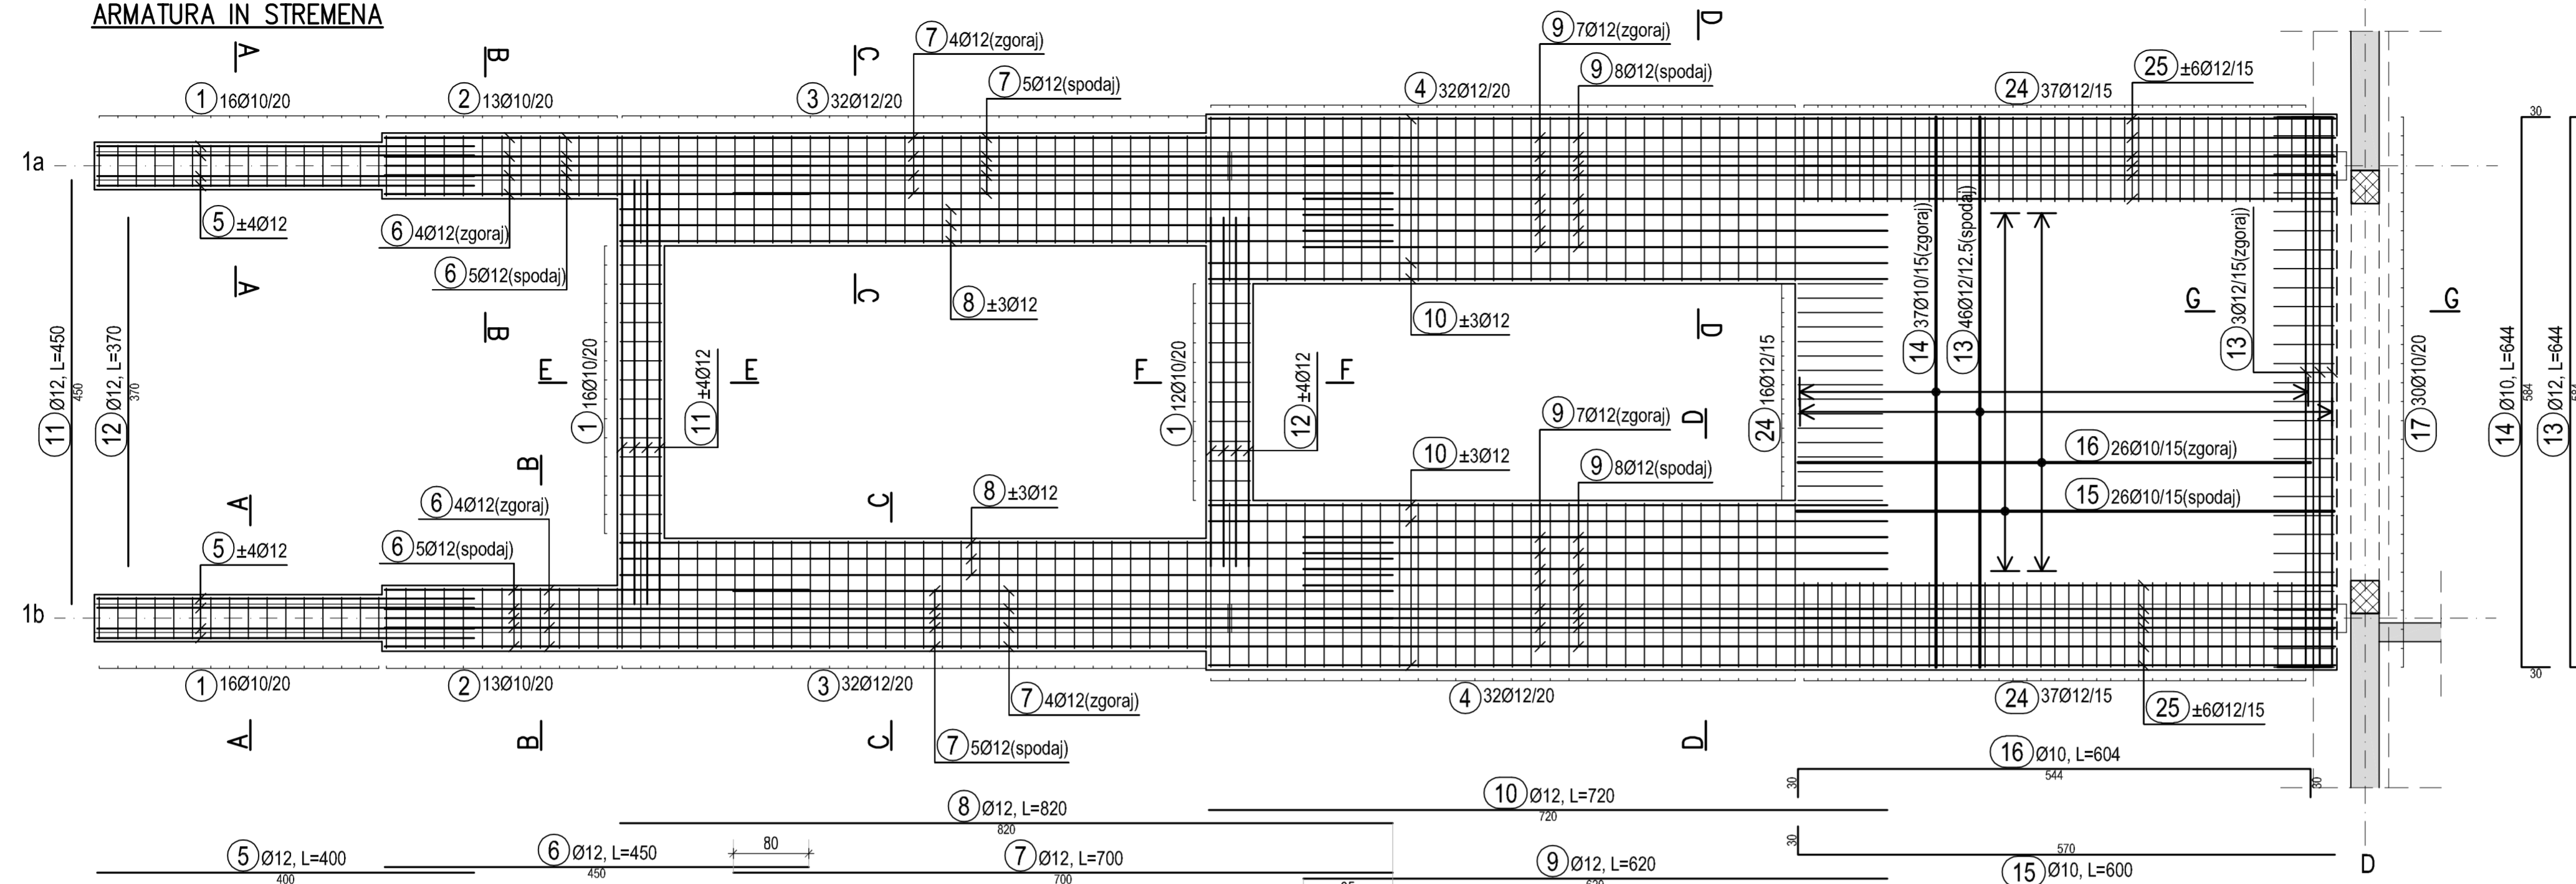 ARMATURA IN STREMENA
A
B
C
D
7 4Ø12(zgoraj)
7 5Ø12(spodaj)
9 7Ø12(zgoraj)
9 8Ø12(spodaj)
25 ±6Ø12/15
1 16Ø10/20
2 13Ø10/20
3 32Ø12/20
4 32Ø12/20
24 37Ø12/15
30
1a
5 ±4Ø12
6 4Ø12(zgoraj)
6 5Ø12(spodaj)
A
B
C
D
8 ±3Ø12
10 ±3Ø12
11 Ø12, L=450
450
12 Ø12, L=370
370
E
1 16Ø10/20
11 ±4Ø12
E
F
1 12Ø10/20
12 ±4Ø12
F
24 16Ø12/15
14 37Ø10/15(zgoraj)
13 46Ø12/12.5(spodaj)
13 3Ø12/15(zgoraj)
G
G
17 30Ø10/20
14 Ø10, L=644
584
13 Ø12, L=644
584
9 7Ø12(zgoraj)
9 8Ø12(spodaj)
10 ±3Ø12
D
16 26Ø10/15(zgoraj)
15 26Ø10/15(spodaj)
A
B
C
8 ±3Ø12
6 4Ø12(zgoraj)
6 5Ø12(spodaj)
5 ±4Ø12
1b
1 16Ø10/20
2 13Ø10/20
3 32Ø12/20
7 4Ø12(zgoraj)
7 5Ø12(spodaj)
4 32Ø12/20
24 37Ø12/15
25 ±6Ø12/15
30
A
B
C
D
16 Ø10, L=604
30
544
30
8 Ø12, L=820
820
10 Ø12, L=720
720
5 Ø12, L=400
400
6 Ø12, L=450
450
80
7 Ø12, L=700
700
9 Ø12, L=620
30
570
15 Ø10, L=600
D